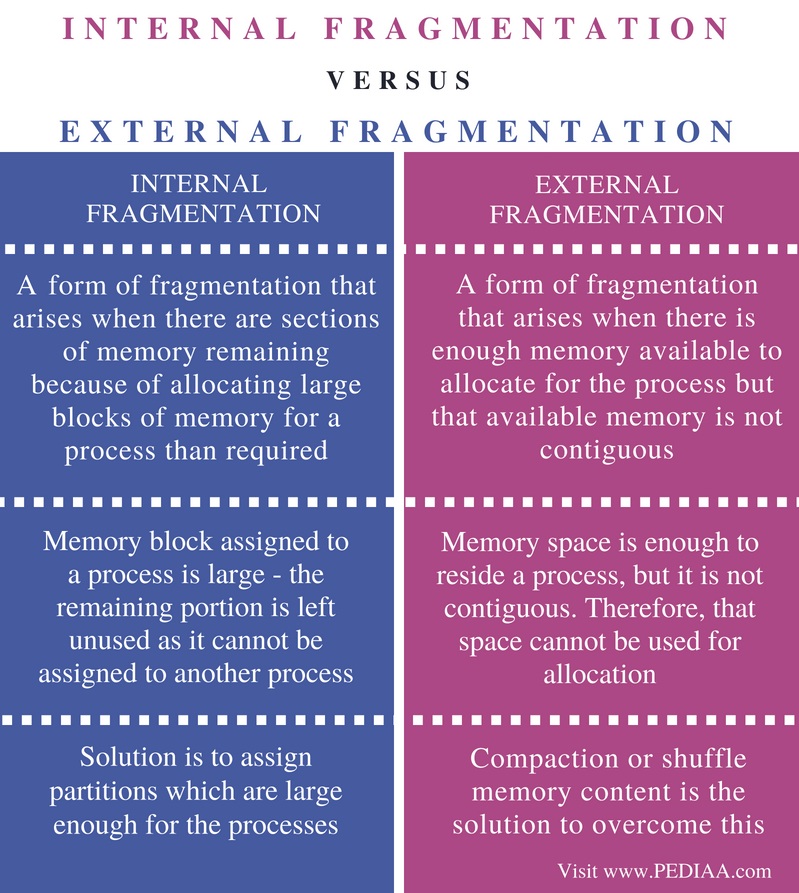 INTERNAL FRAGMENTATION
VERSUS
EXTERNAL FRAGMENTATION
INTERNAL
FRAGMENTATION
A form of fragmentation that
arises when there are sections
of memory remaining
because of allocating large
blocks of memory for a
process than required
Memory block assigned to
a process is large - the
remaining portion is left
unused as it cannot be
assigned to another process
Solution is to assign
partitions which are large
enough for the processes
EXTERNAL
FRAGMENTATION
A form of fragmentation
that arises when there is
enough memory available to
allocate for the process but
that available memory is not
contiguous
Memory space is enough to
reside a process, but it is not
contiguous. Therefore, that
space cannot be used for
allocation
Compaction or shuffle
memory content is the
solution to overcome this
Visit www.PEDIAA.com